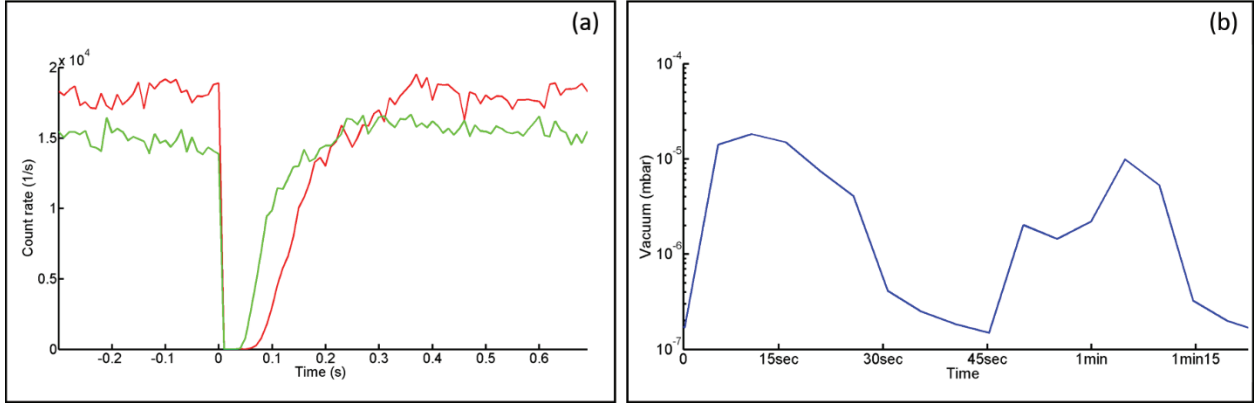 (a)
x 10^4
2
1.5
1
0.5
0
Count rate (1/s)
-0.2 -0.1 0 0.1 0.2 0.3 0.4 0.5 0.6
Time (s)
(b)
10^-4
10^-5
10^-6
10^-7
Vacuum (mbar)
0 15sec 30sec 45sec 1min 1min15
Time